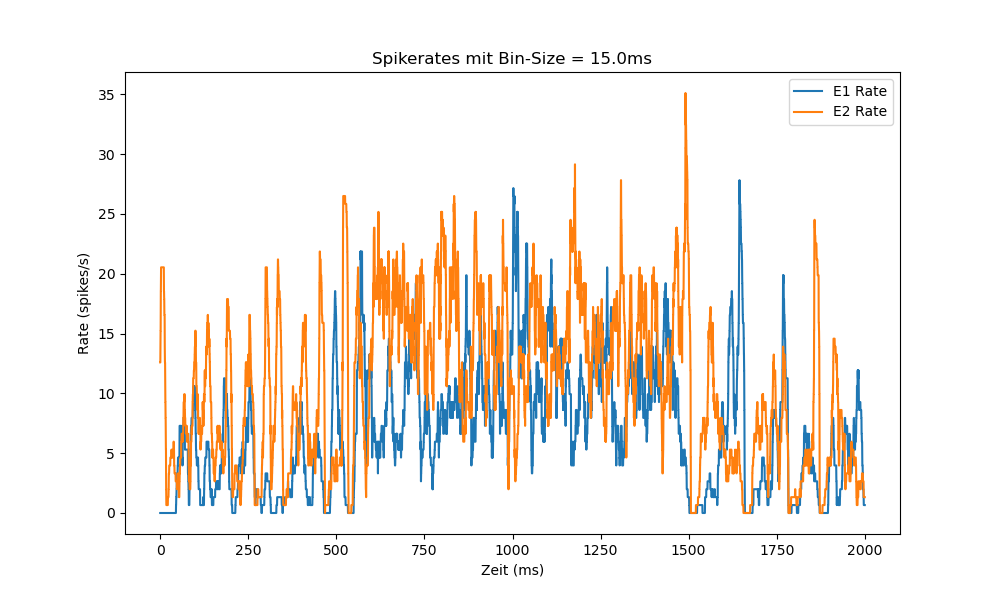 Spikerates mit Bin-Size = 15.0ms
E1 Rate
E2 Rate
35
30
25
20
15
10
5
0
Rate (spikes/s)
0 250 500 750 1000 1250 1500 1750 2000
Zeit (ms)